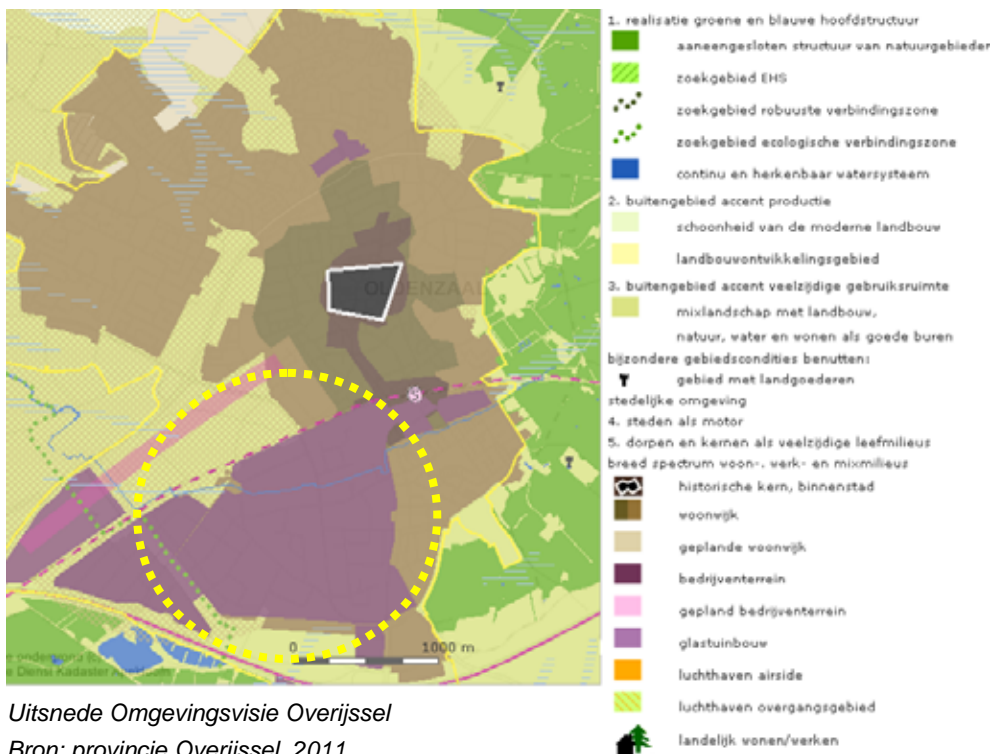 OLDENZAAL
0 1000 m
1. realisatie groene en blauwe hoofdstructuur
aaneengesloten structuur van natuurgebieden
zoekgebied EHS
zoekgebied robuuste verbindingszone
zoekgebied ecologische verbindingszone
continu en herkenbaar watersysteem
2. buitengebied accent productie
schoonheid van de moderne landbouw
landbouwontwikkelingsgebied
3. buitengebied accent veelzijdige gebruiksruimte
mixlandschap met landbouw,
natuur, water en wonen als goede buren
bijzondere gebiedscondities benutten:
gebied met landgoederen
stedelijke omgeving
4. steden als motor
5. dorpen en kernen als veelzijdige leefmilieus
breed spectrum woon-, werk- en mixmilieus
historische kern, binnenstad
woonwijk
geplande woonwijk
bedrijventerrein
gepland bedrijventerrein
glastuinbouw
luchthaven airside
luchthaven overgangsgebied
landelijk wonen/werken
Uitsnede Omgevingsvisie Overijssel
Bron: provincie Overijssel, 2011